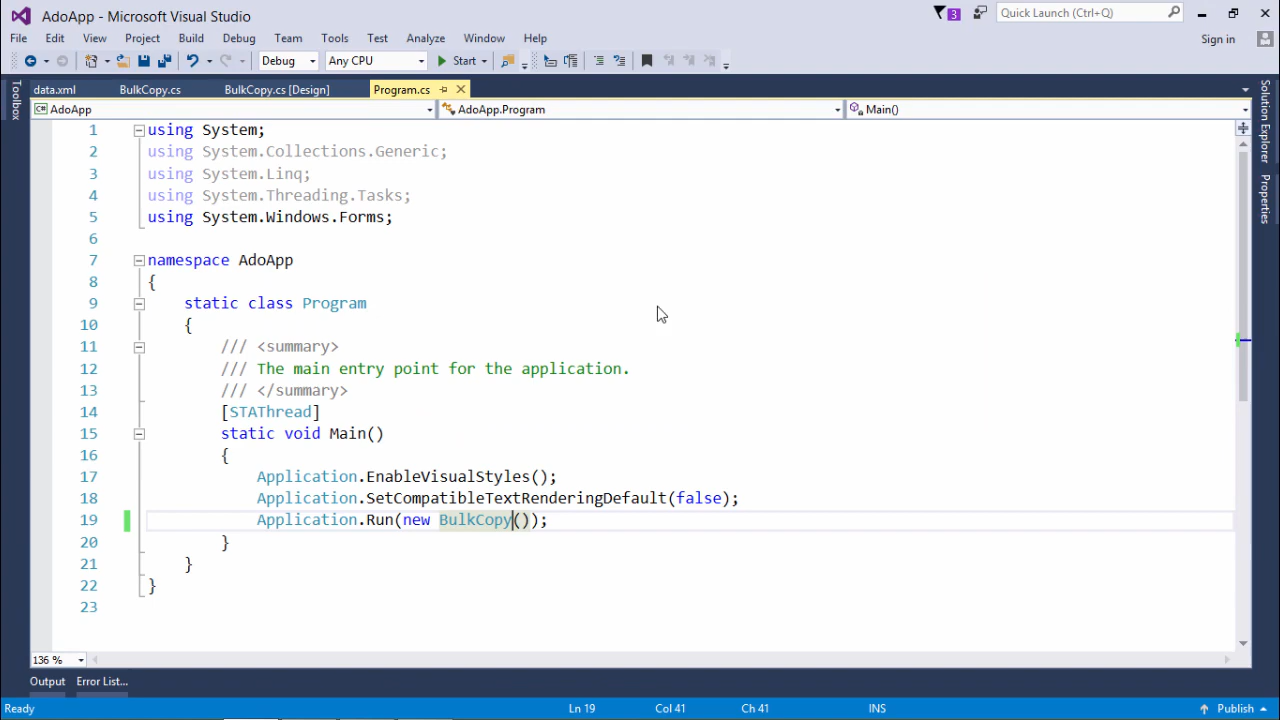 AdoApp - Microsoft Visual Studio
3
Quick Launch (Ctrl+Q)
File Edit View Project Build Debug Team Tools Test Analyze Window Help
Sign in
Debug Any CPU Start
data.xml BulkCopy.cs BulkCopy.cs [Design] Program.cs
AdoApp AdoApp.Program Main()
Toolbox
Solution Explorer
Properties
1 using System;
2 using System.Collections.Generic;
3 using System.Linq;
4 using System.Threading.Tasks;
5 using System.Windows.Forms;
6
7 namespace AdoApp
8 {
9 static class Program
10 {
11 /// <summary>
12 /// The main entry point for the application.
13 /// </summary>
14 [STAThread]
15 static void Main()
16 {
17 Application.EnableVisualStyles();
18 Application.SetCompatibleTextRenderingDefault(false);
19 Application.Run(new BulkCopy());
20 }
21 }
22 }
23
136 %
Output Error List...
Ready Ln 19 Col 41 Ch 41 INS Publish